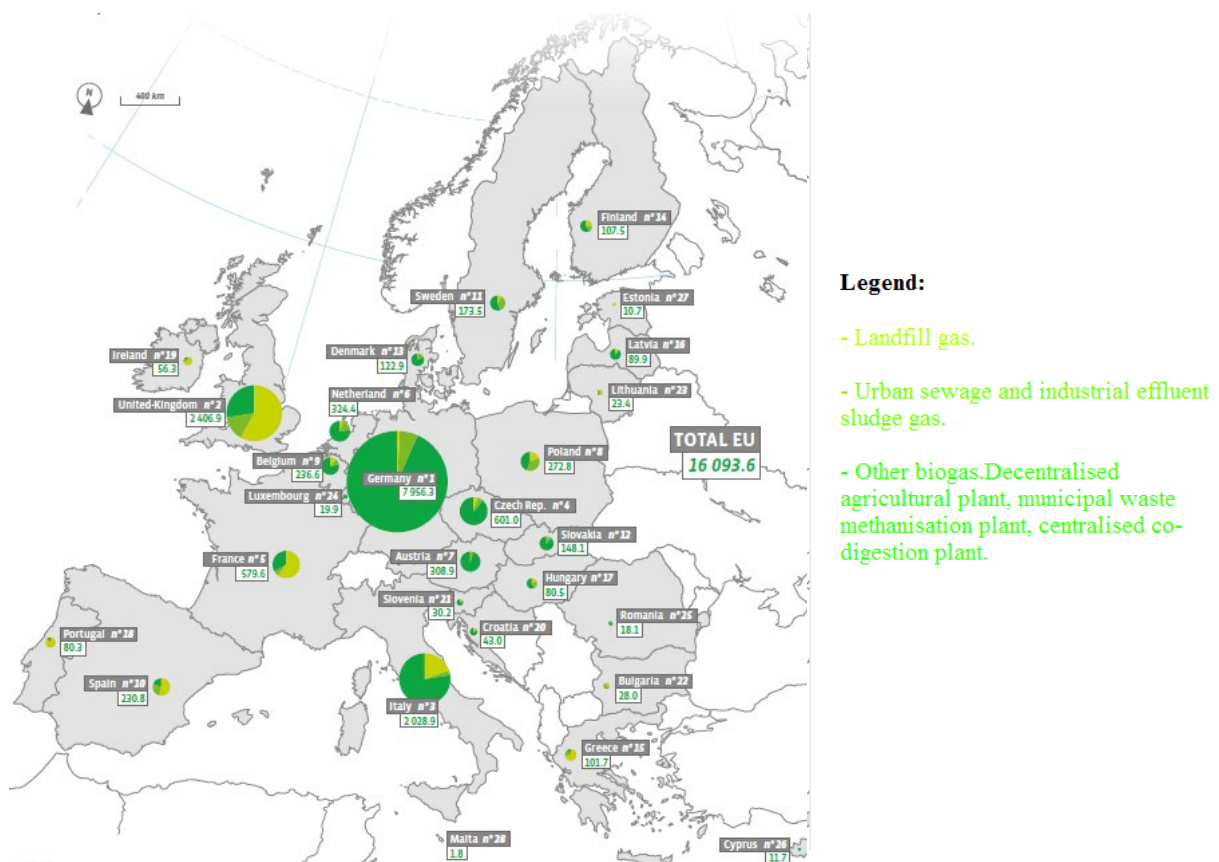 N
400 km
Finland n°14
107.5
Sweden n°11
173.5
Estonia n°27
10.7
Ireland n°19
56.3
Denmark n°13
122.9
Latvia n°16
89.9
Netherland n°6
324.4
Lithuania n°23
23.4
United-Kingdom n°2
2 406.9
TOTAL EU
16 093.6
Belgium n°9
236.6
Germany n°1
7 956.3
Poland n°8
272.8
Luxembourg n°24
19.9
Czech Rep. n°4
601.0
Slovakia n°12
148.1
France n°5
579.6
Austria n°7
308.9
Hungary n°17
80.5
Slovenia n°21
30.2
Croatia n°20
43.0
Romania n°25
18.1
Portugal n°18
80.3
Spain n°10
230.8
Bulgaria n°22
28.0
Italy n°3
2 028.9
Greece n°15
101.7
Malta n°28
1.8
Cyprus n°26
11.7
Legend:
- Landfill gas.
- Urban sewage and industrial effluent
sludge gas.
- Other biogas.Decentralised
agricultural plant, municipal waste
methanisation plant, centralised co-
digestion plant.